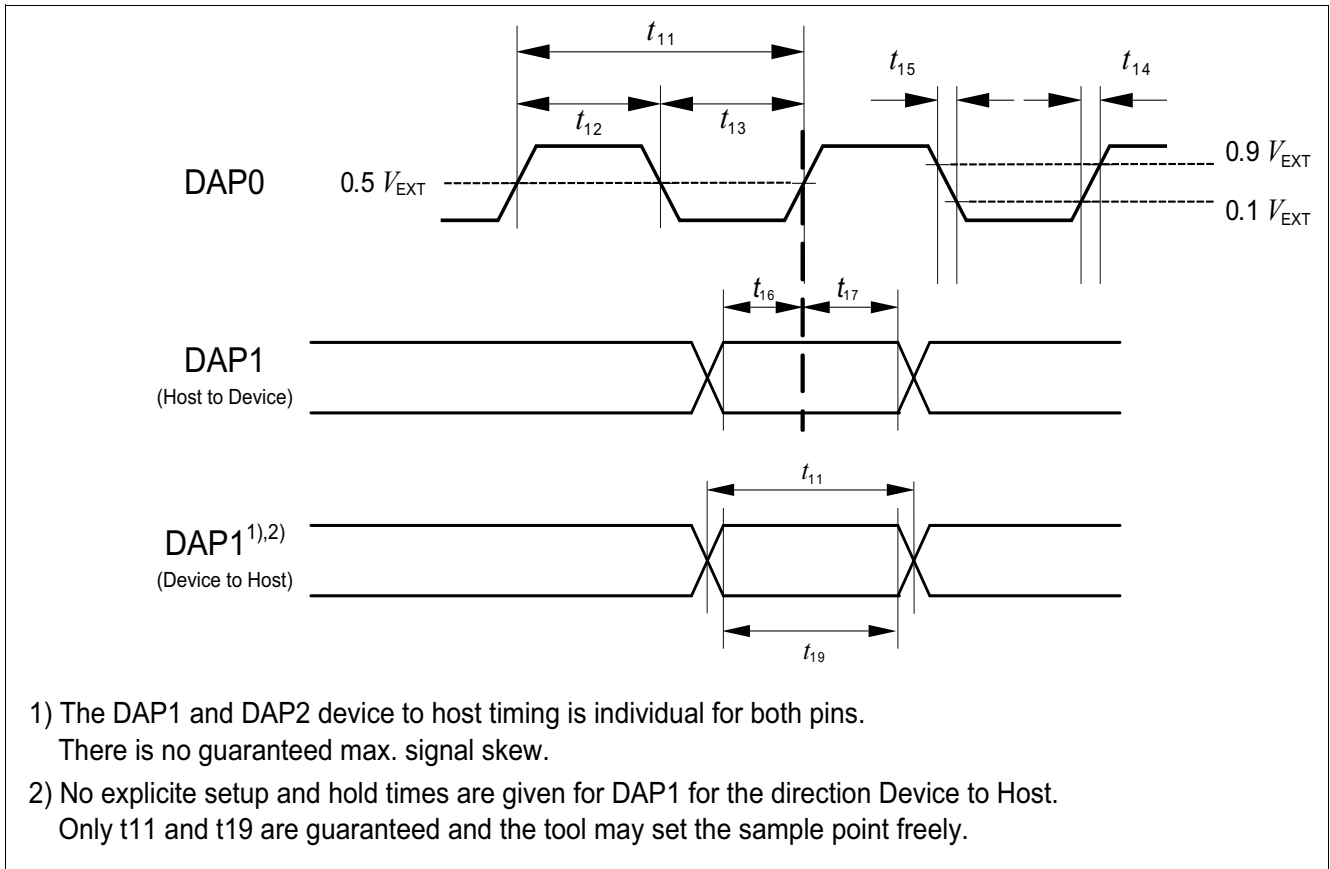 t11
t15
t14
t12
t13
0.9 VEXT
DAP0
0.5 VEXT
0.1 VEXT
t16
t17
DAP1
(Host to Device)
t11
DAP11),2)
(Device to Host)
t19
1) The DAP1 and DAP2 device to host timing is individual for both pins.
There is no guaranteed max. signal skew.
2) No explicite setup and hold times are given for DAP1 for the direction Device to Host.
Only t11 and t19 are guaranteed and the tool may set the sample point freely.